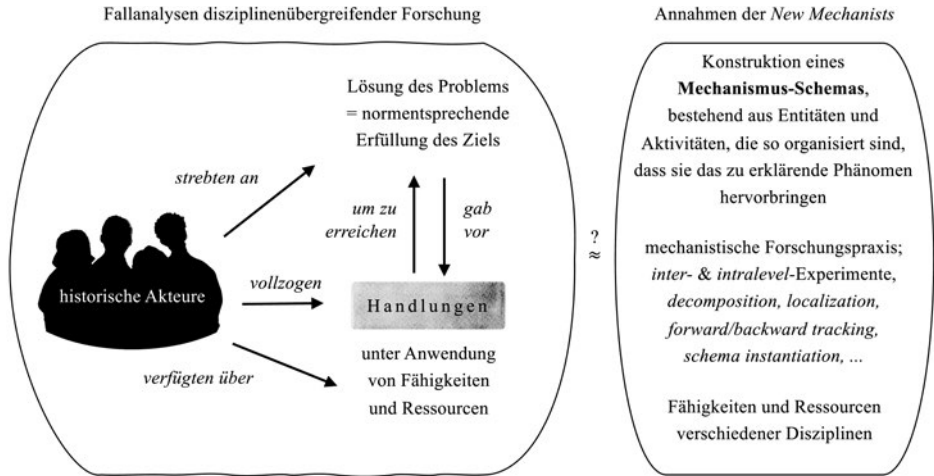 Fallanalysen disziplinenübergreifender Forschung
Lösung des Problems
= normentsprechende
Erfüllung des Ziels
strebten an
um zu
erreichen
gab
vor
historische Akteure
vollzogen
Handlungen
verfügten über
unter Anwendung
von Fähigkeiten
und Ressourcen
?
≈
Annahmen der New Mechanists
Konstruktion eines
Mechanismus-Schemas,
bestehend aus Entitäten und
Aktivitäten, die so organisiert sind,
dass sie das zu erklärende Phänomen
hervorbringen
mechanistische Forschungspraxis;
inter- & intralevel-Experimente,
decomposition, localization,
forward/backward tracking,
schema instantiation, ...
Fähigkeiten und Ressourcen
verschiedener Disziplinen